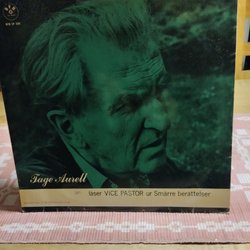 Tage Aurell
läser VICE PASTOR ur Smärre berättelser